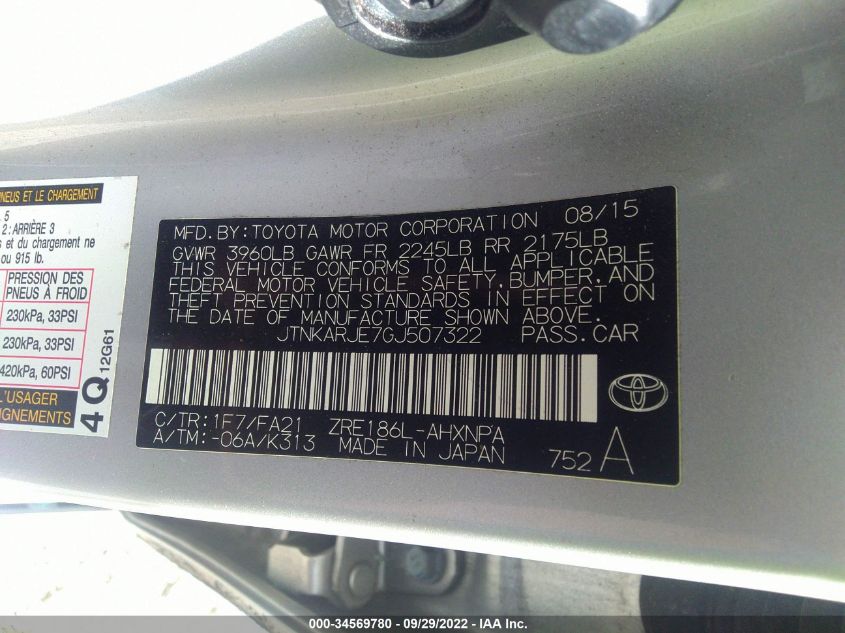 PNEUS ET LE CHARGEMENT
5
2: ARRIÈRE 3
s et du chargement ne
ou 915 lb.
PRESSION DES
PNEUS À FROID
230kPa, 33PSI
230kPa, 33PSI
420kPa, 60PSI
L'USAGER
4Q 12G61
MFD. BY: TOYOTA MOTOR CORPORATION 08/15
GVWR 3960LB GAWR FR 2245LB RR 2175LB
THIS VEHICLE CONFORMS TO ALL APPLICABLE
FEDERAL MOTOR VEHICLE SAFETY, BUMPER, AND
THEFT PREVENTION STANDARDS IN EFFECT ON
THE DATE OF MANUFACTURE SHOWN ABOVE.
JTNKARJE7GJ507322 PASS.CAR
C/TR: 1F7/FA21 ZRE186L-AHXNPA
A/TM: -06A/K313 MADE IN JAPAN 752 A
000-34569780 - 09/29/2022 - IAA Inc.